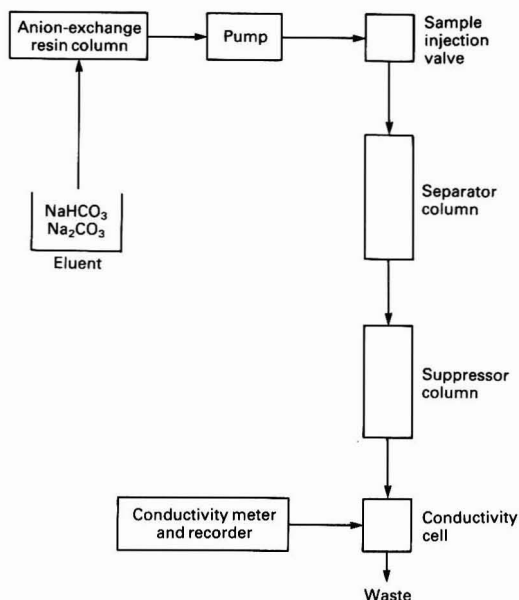 Anion-exchange
resin column
Pump
Sample
injection
valve
NaHCO₃
Na₂CO₃
Eluent
Separator
column
Suppressor
column
Conductivity meter
and recorder
Conductivity
cell
Waste